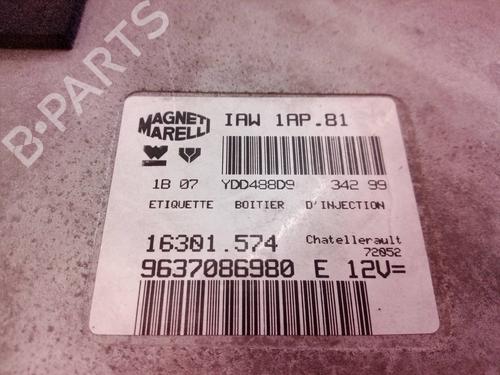 B-PARTS
MAGNETI MARELLI
IAW 1AP.81
1B 07 YDD488D9 342 99
ETIQUETTE BOITIER D'INJECTION
16301.574 Chatellerault
72052
9637086980 E 12V=